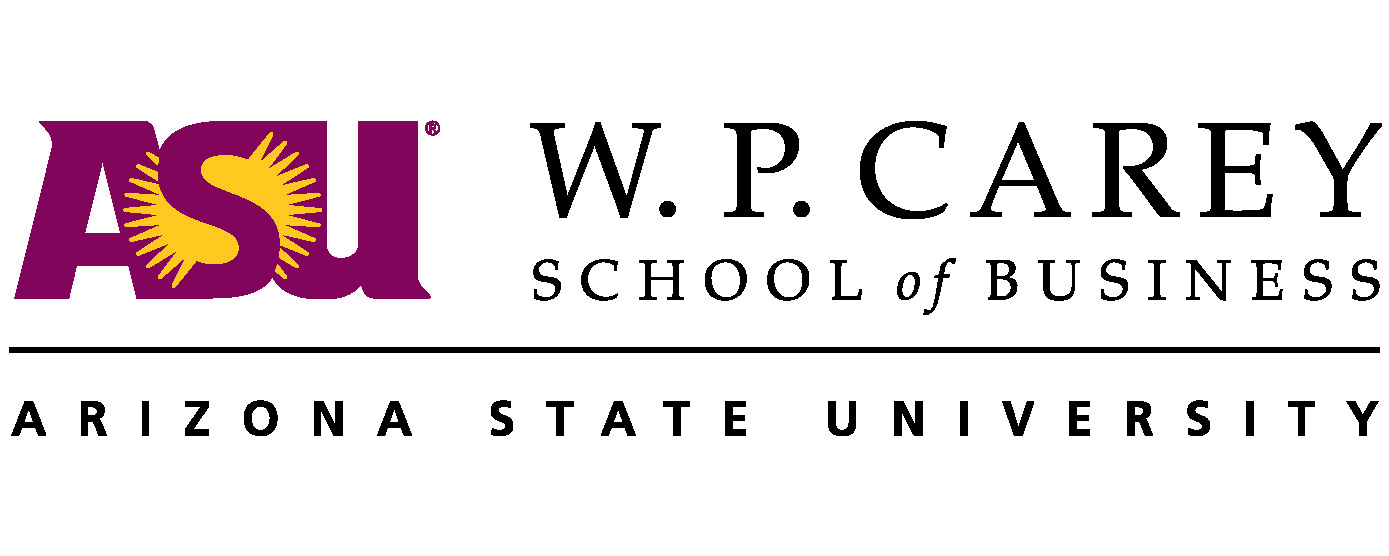 ASU®
W. P. CAREY
SCHOOL of BUSINESS
ARIZONA STATE UNIVERSITY